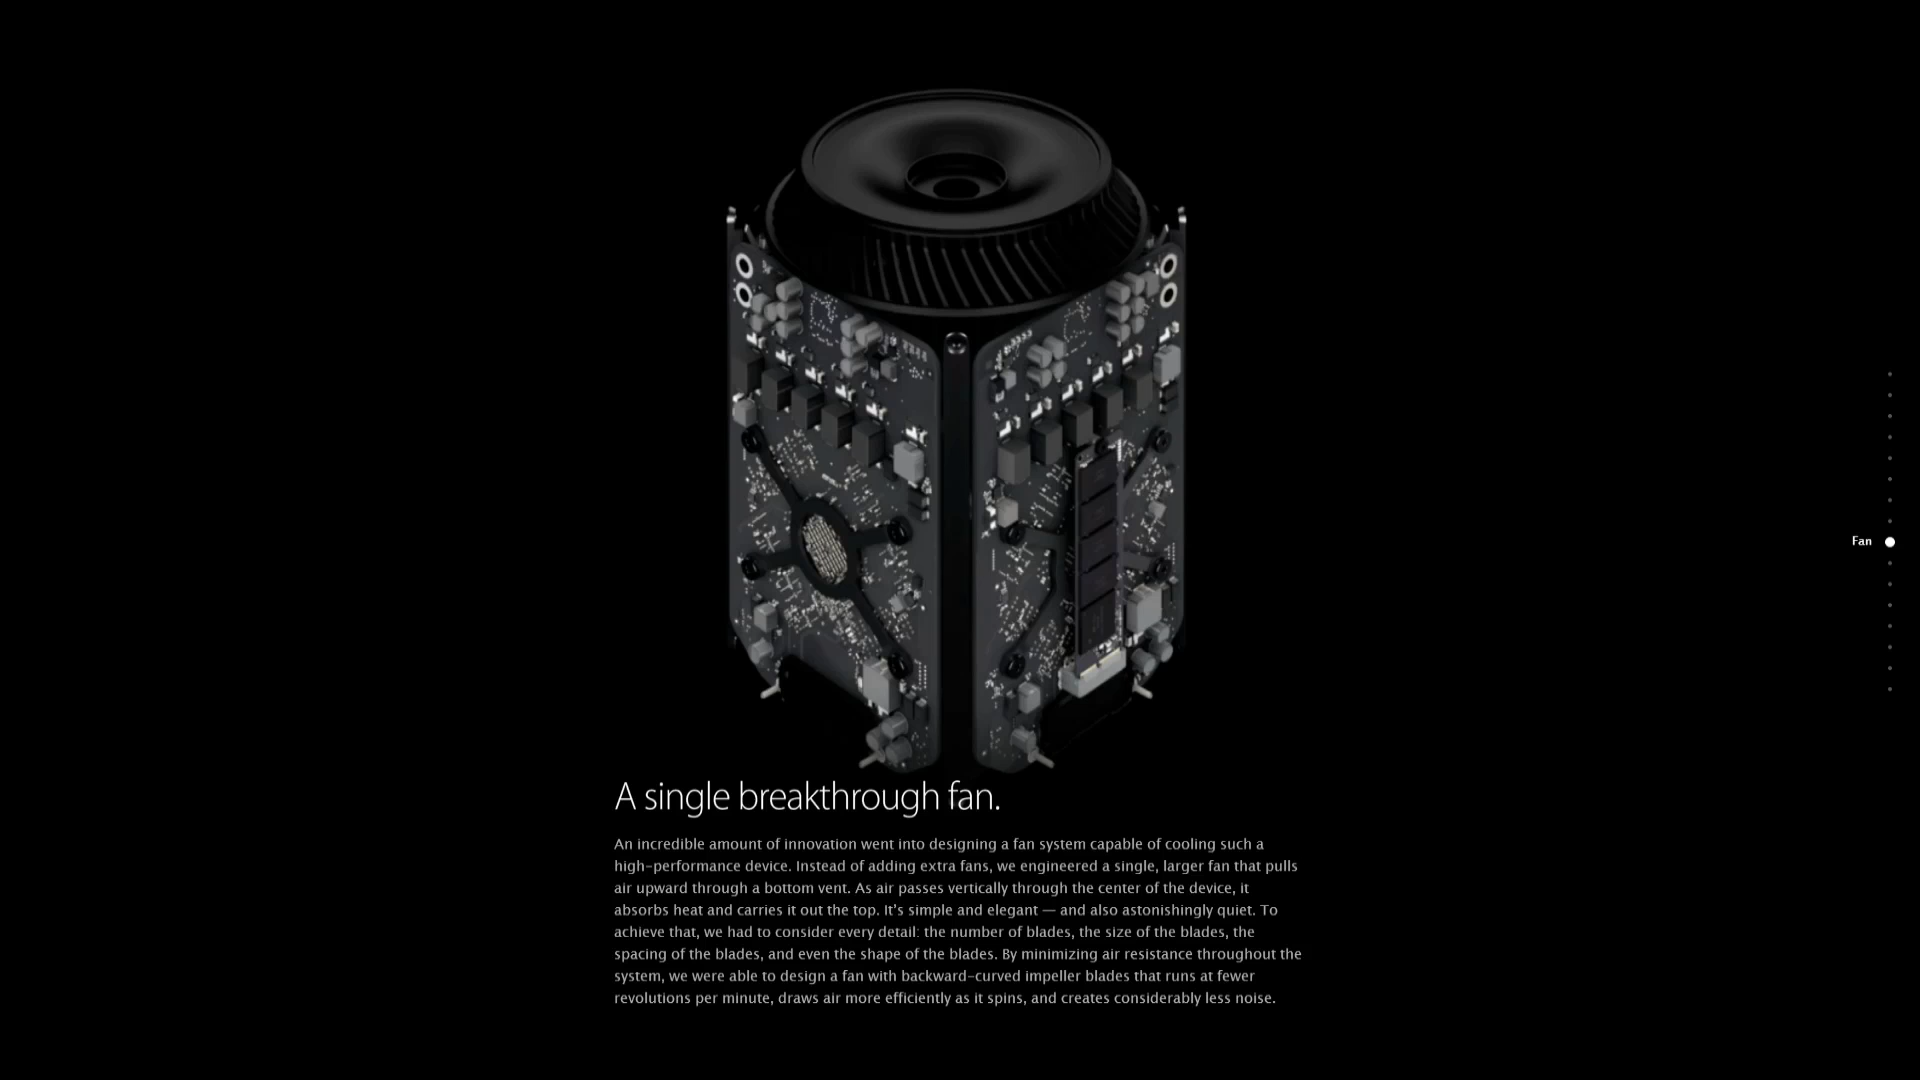 Fan
A single breakthrough fan.
An incredible amount of innovation went into designing a fan system capable of cooling such a
high-performance device. Instead of adding extra fans, we engineered a single, larger fan that pulls
air upward through a bottom vent. As air passes vertically through the center of the device, it
absorbs heat and carries it out the top. It’s simple and elegant — and also astonishingly quiet. To
achieve that, we had to consider every detail: the number of blades, the size of the blades, the
spacing of the blades, and even the shape of the blades. By minimizing air resistance throughout the
system, we were able to design a fan with backward-curved impeller blades that runs at fewer
revolutions per minute, draws air more efficiently as it spins, and creates considerably less noise.